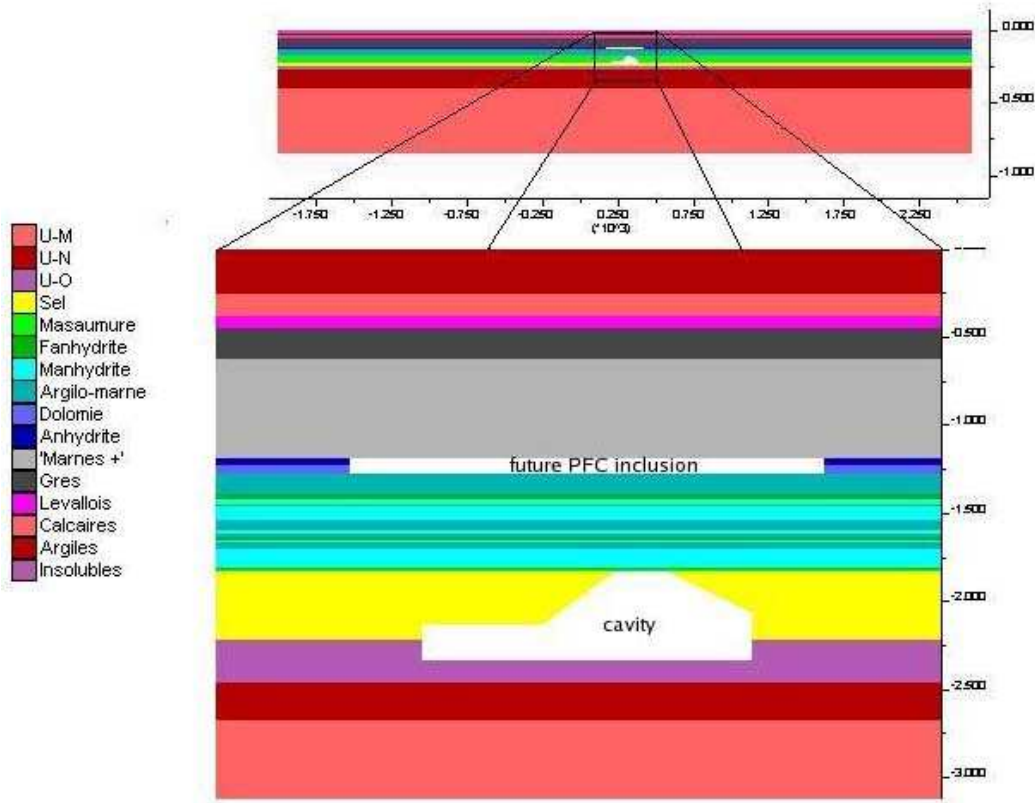 0.000
-0.500
-1.000
-1.750
-1.250
-0.750
-0.250
0.250
0.750
1.250
1.750
2.250
(*10^3)
U-M
U-N
U-O
Sel
Masaumure
Fanhydrite
Manhydrite
Argilo-marne
Dolomie
Anhydrite
'Marnes +'
Gres
Levallois
Calcaires
Argiles
Insolubles
-0.500
-1.000
future PFC inclusion
-1.500
-2.000
cavity
-2.500
-3.000